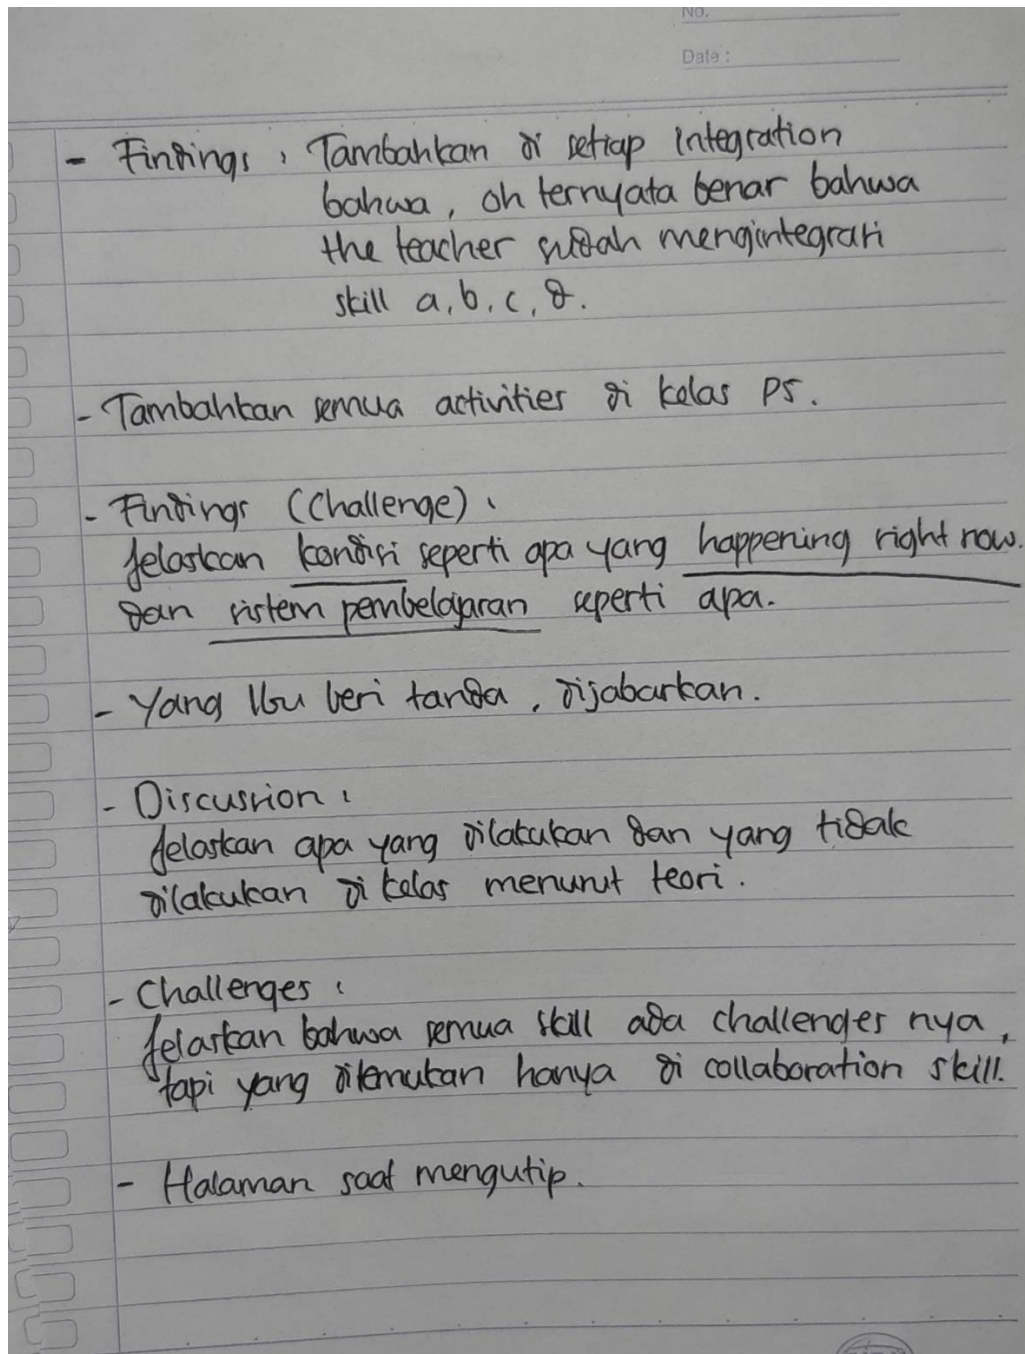 No.
Date :
- Findings : Tambahkan di setiap integration
bahwa, oh ternyata benar bahwa
the teacher sudah mengintegrasi
skill a, b, c, d.
- Tambahkan semua activities di kelas PS.
- Findings (Challenge) :
Jelaskan kondisi seperti apa yang happening right now.
dan sistem pembelajaran seperti apa.
- Yang Ibu beri tanda, dijabarkan.
- Discussion :
Jelaskan apa yang dilakukan dan yang tidak
dilakukan di kelas menurut teori.
- Challenges :
Jelaskan bahwa semua skill ada challenges nya,
tapi yang ditemukan hanya di collaboration skill.
- Halaman saat mengutip.